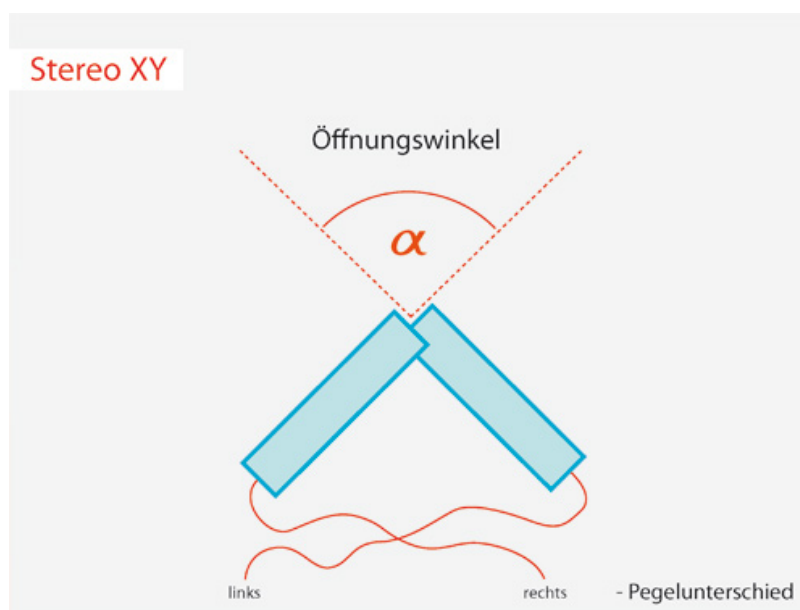 Stereo XY
Öffnungswinkel
α
links
rechts
- Pegelunterschied